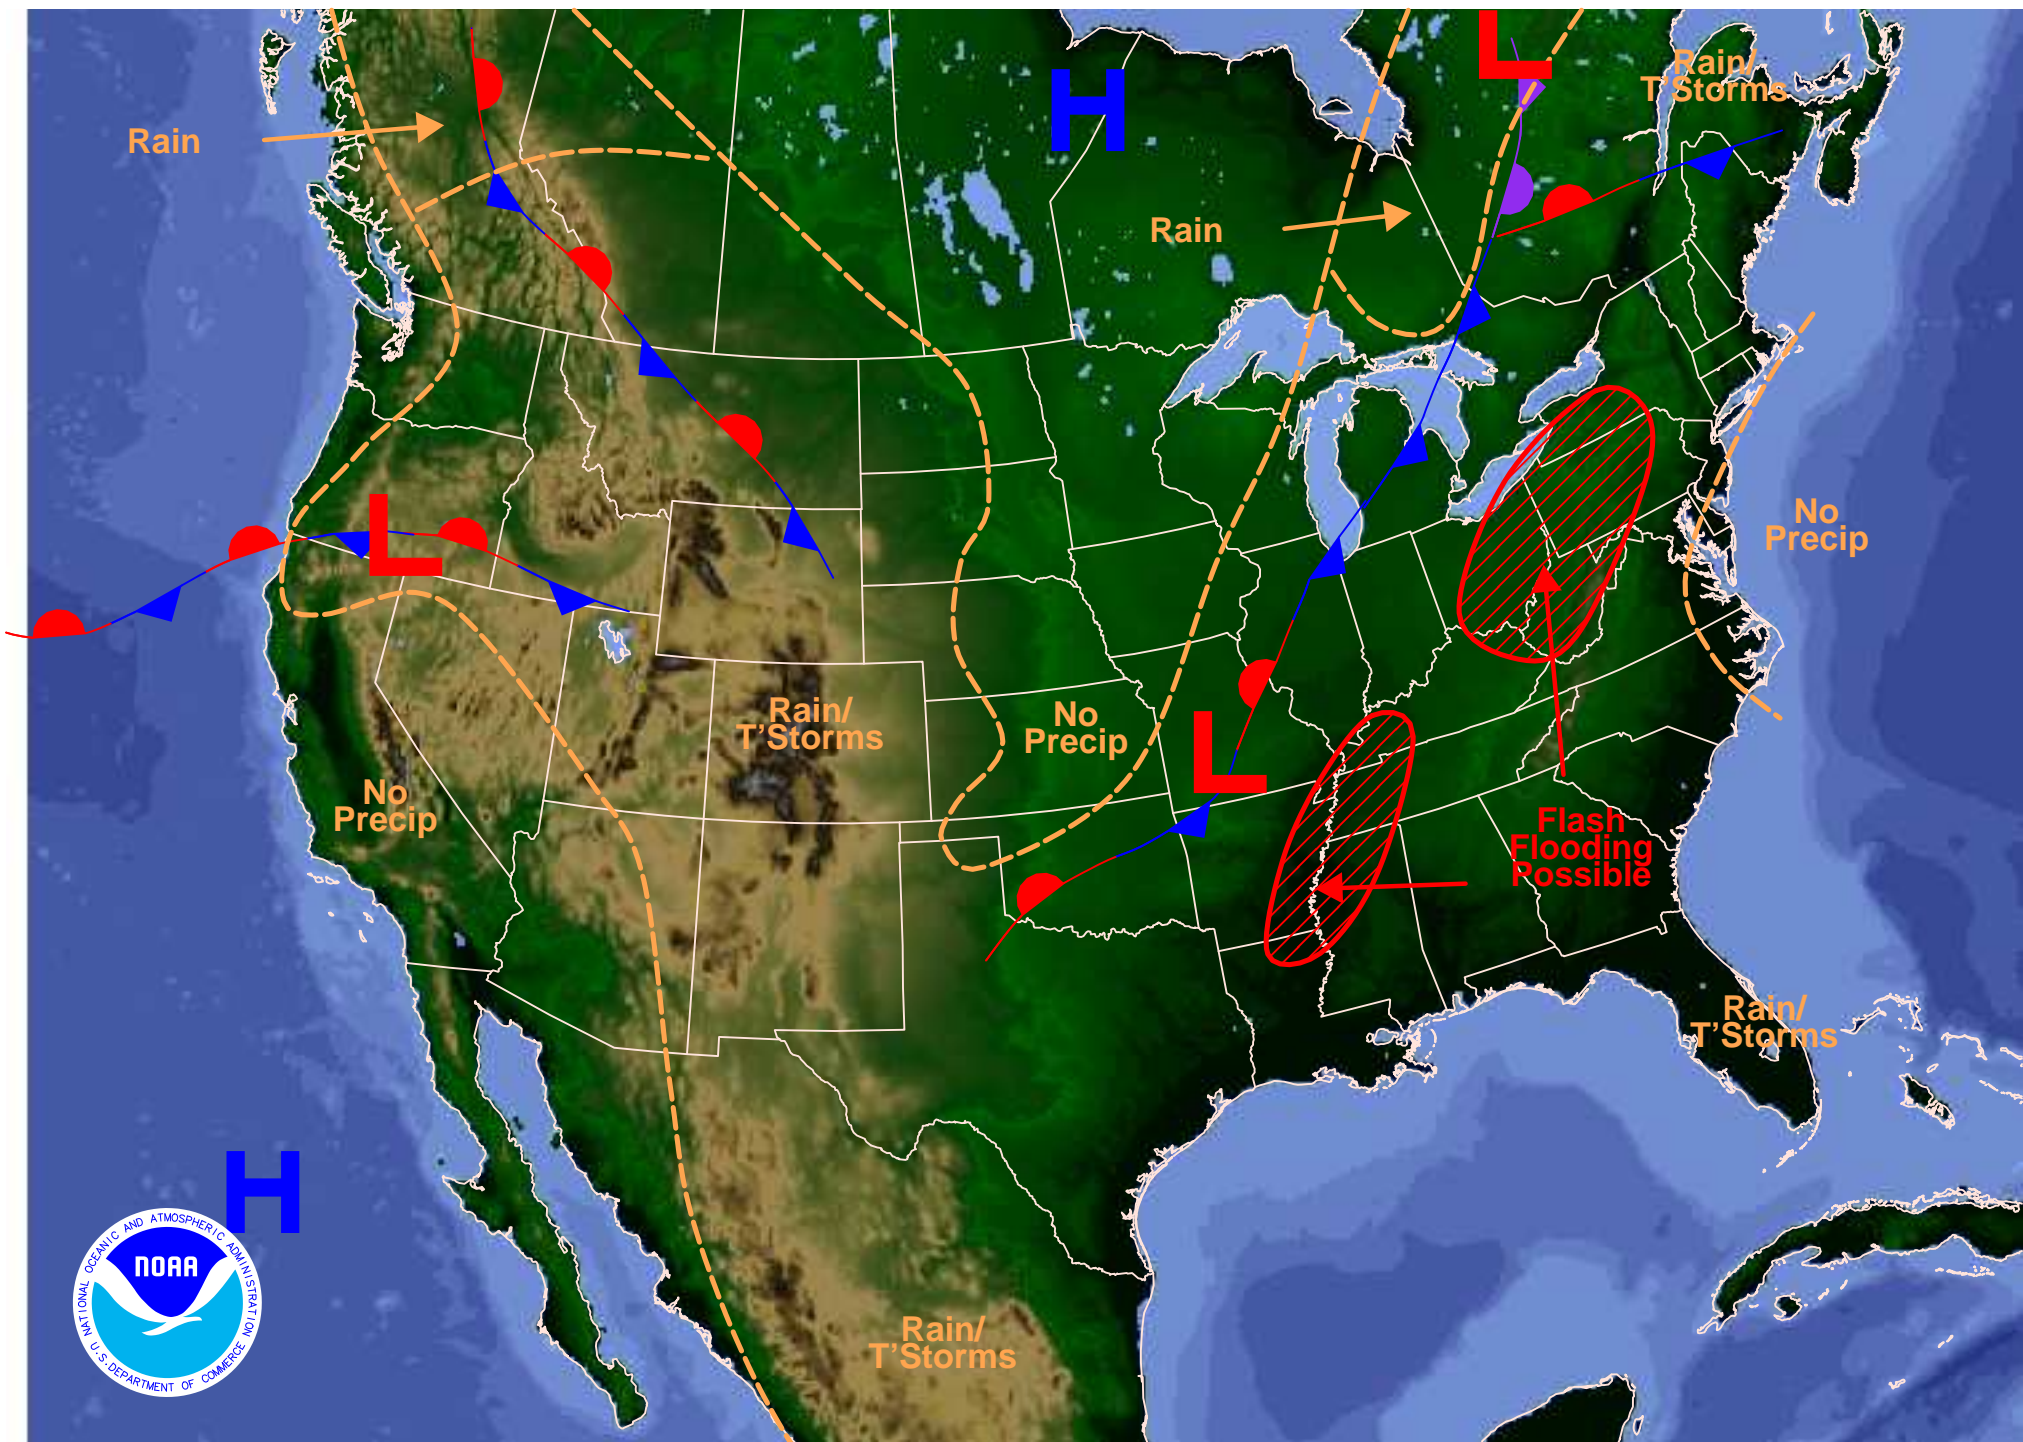 L
Rain/
T'Storms
H
Rain
Rain
No
Precip
L
Rain/
T'Storms
No
Precip
L
No
Precip
Flash
Flooding
Possible
Rain/
T'Storms
H
NATIONAL OCEANIC AND ATMOSPHERIC ADMINISTRATION
NOAA
U.S. DEPARTMENT OF COMMERCE
Rain/
T'Storms